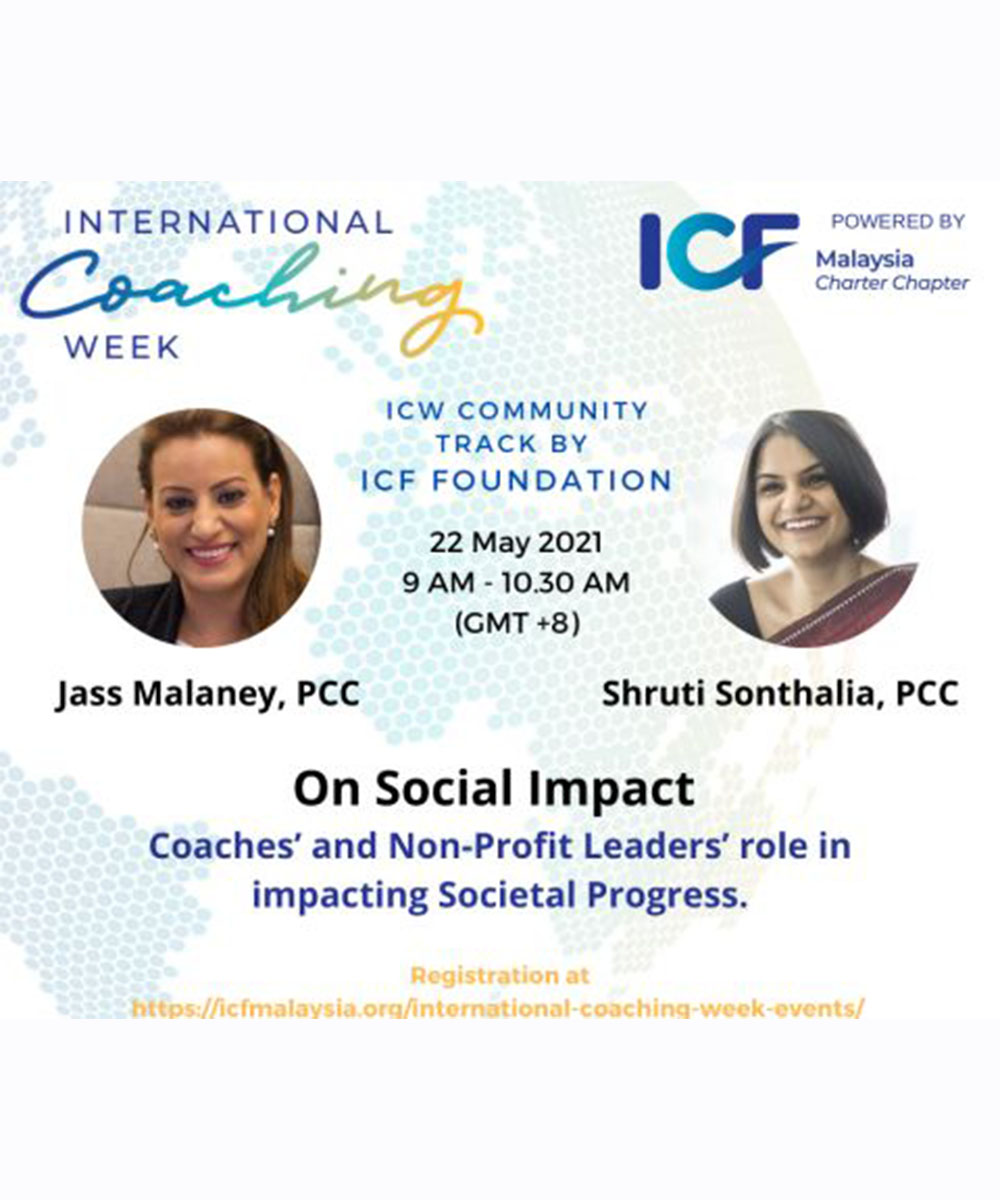 INTERNATIONAL
Coaching
WEEK
ICF
POWERED BY
Malaysia
Charter Chapter
ICW COMMUNITY
TRACK BY
ICF FOUNDATION
22 May 2021
9 AM - 10.30 AM
(GMT +8)
Jass Malaney, PCC
Shruti Sonthalia, PCC
On Social Impact
Coaches’ and Non-Profit Leaders’ role in
impacting Societal Progress.
Registration at
https://icfmalaysia.org/international-coaching-week-events/